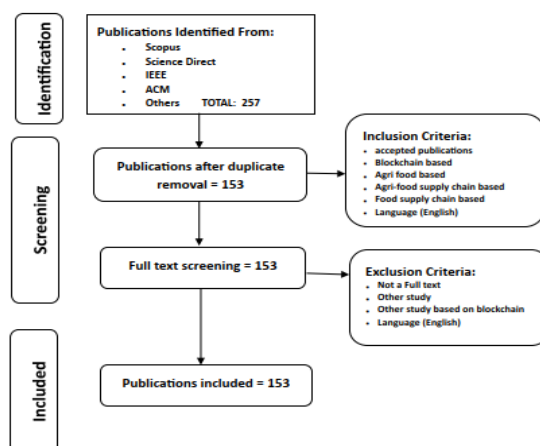 Identification
Publications Identified From:
• Scopus
• Science Direct
• IEEE
• ACM
• Others TOTAL: 257
Screening
Publications after duplicate
removal = 153
Inclusion Criteria:
• accepted publications
• Blockchain based
• Agri food based
• Agri-food supply chain based
• Food supply chain based
• Language (English)
Full text screening = 153
Exclusion Criteria:
• Not a Full text
• Other study
• Other study based on blockchain
• Language (English)
Included
Publications included = 153